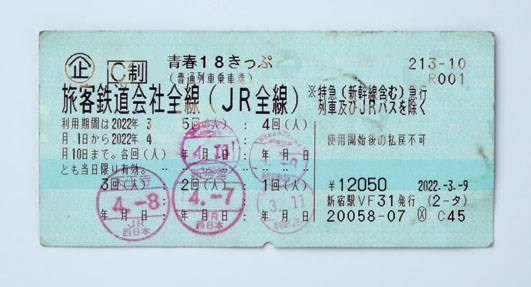 企 C制 青春18きっぷ 213-10
(普通列車乗車券) R001
旅客鉄道会社全線(JR全線) ※特急(新幹線含む)急行
列車及びJRバスを除く
利用期間は2022年3 5回(人) : 4回(人)
月1日から2022年4 使用開始後の払戻不可
月10日まで。各回(人) 年 月 日 : 年 月 日
とも当日限り有効。
3回(人) : 2回(人) : 1回(人) ¥12050 2022.-3.-9
4.-8 4.-7 3.11
JR 西日本 JR 西日本
年 月 日 : 年 月 日 : 年 月 日 新宿駅VF31発行 (2-タ)
20058-07 C45